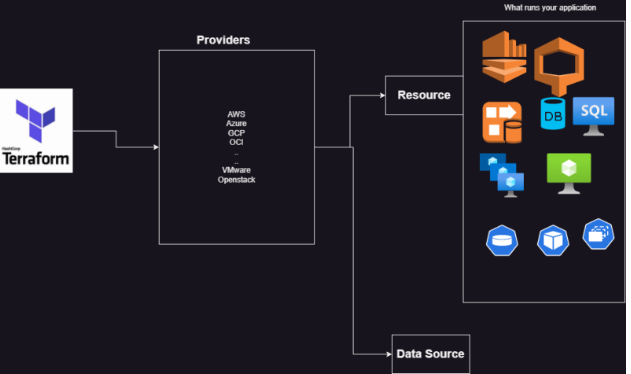 What runs your application
Providers
HashiCorp
Terraform
AWS
Azure
GCP
OCI
...
...
VMware
Openstack
Resource
DB
SQL
Data Source